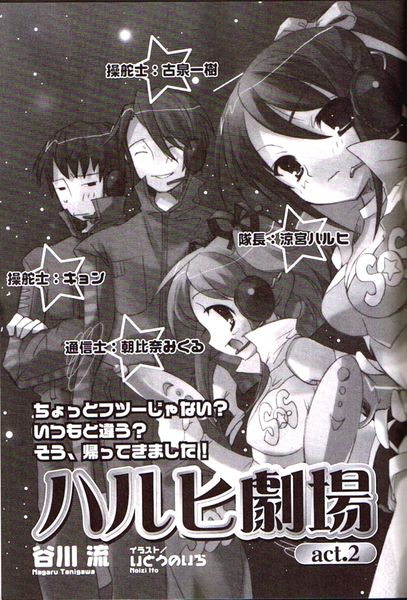 操舵士：古泉一樹
隊長：涼宮ハルヒ
SOS
操舵士：キョン
通信士：朝比奈みくる
SOS
ちょっとフツーじゃない？
いつもと違う？
そう、帰ってきました！
ハルヒ劇場
act.2
谷川 流
Nagaru Tanigawa
イラスト/
いとうのいぢ
Noizi Ito